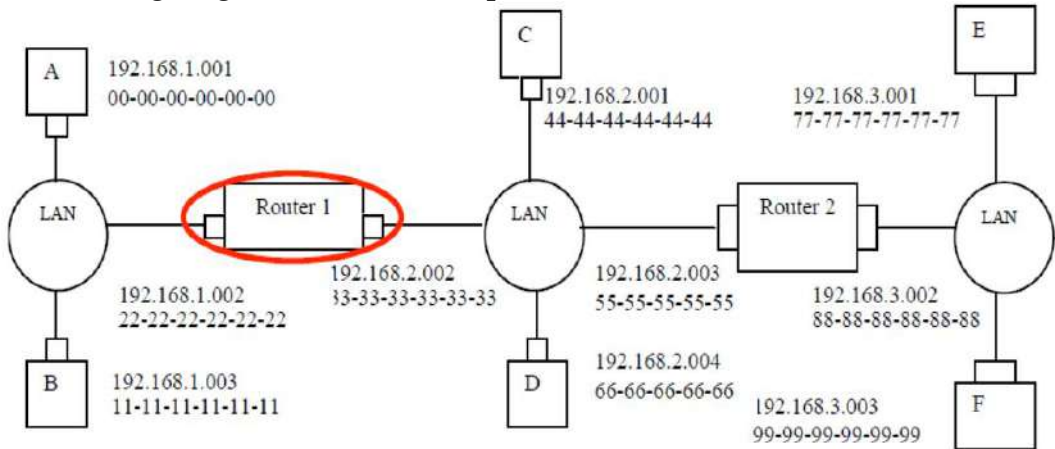 A
192.168.1.001
00-00-00-00-00-00
C
192.168.2.001
44-44-44-44-44-44
E
192.168.3.001
77-77-77-77-77-77
LAN
Router 1
LAN
Router 2
LAN
192.168.1.002
22-22-22-22-22-22
192.168.2.002
33-33-33-33-33-33
192.168.2.003
55-55-55-55-55
192.168.3.002
88-88-88-88-88-88
B
192.168.1.003
11-11-11-11-11-11
D
192.168.2.004
66-66-66-66-66
192.168.3.003
99-99-99-99-99-99
F